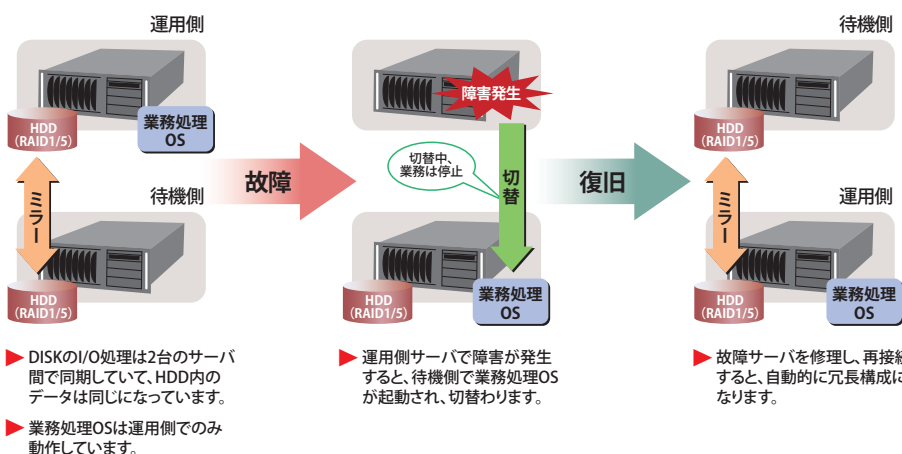 運用側
HDD
(RAID1/5)
業務処理
OS
ミラー
待機側
HDD
(RAID1/5)
故障
障害発生
切替中、
業務は停止
切替
HDD
(RAID1/5)
業務処理
OS
復旧
待機側
HDD
(RAID1/5)
ミラー
運用側
HDD
(RAID1/5)
業務処理
OS
DISKのI/O処理は2台のサーバ
間で同期していて、HDD内の
データは同じになっています。
業務処理OSは運用側でのみ
動作しています。
運用側サーバで障害が発生
すると、待機側で業務処理OS
が起動され、切替わります。
故障サーバを修理し、再接続
すると、自動的に冗長構成に
なります。